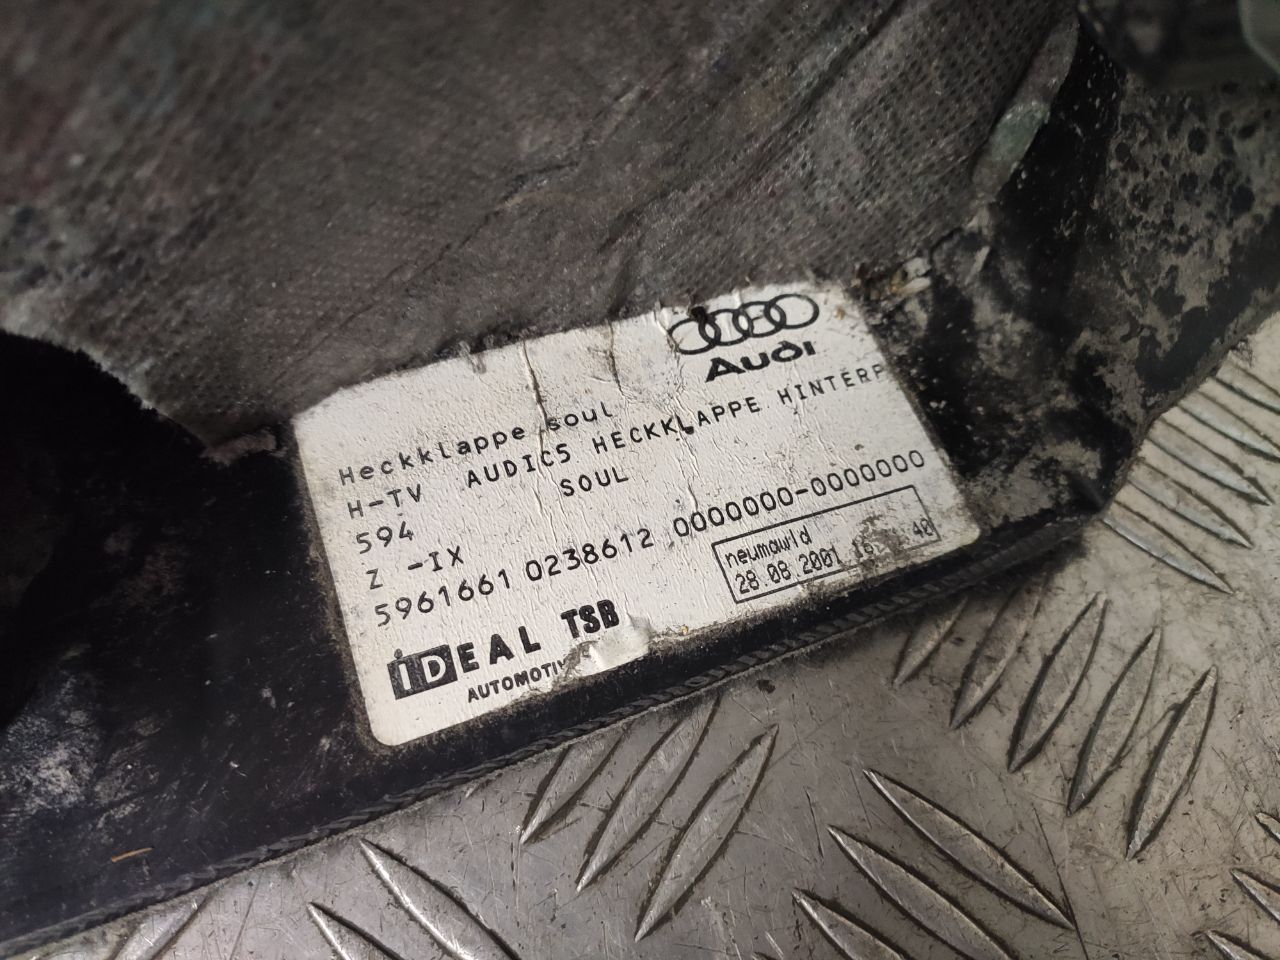 Audi
Heckklappe soul
H-TV AUDIC5 HECKKLAPPE HINTERP
594 SOUL
Z -IX
5961661 0238612 0000000-0000000
neumawld
28.08.2001
iDEAL TSB
AUTOMOTIV